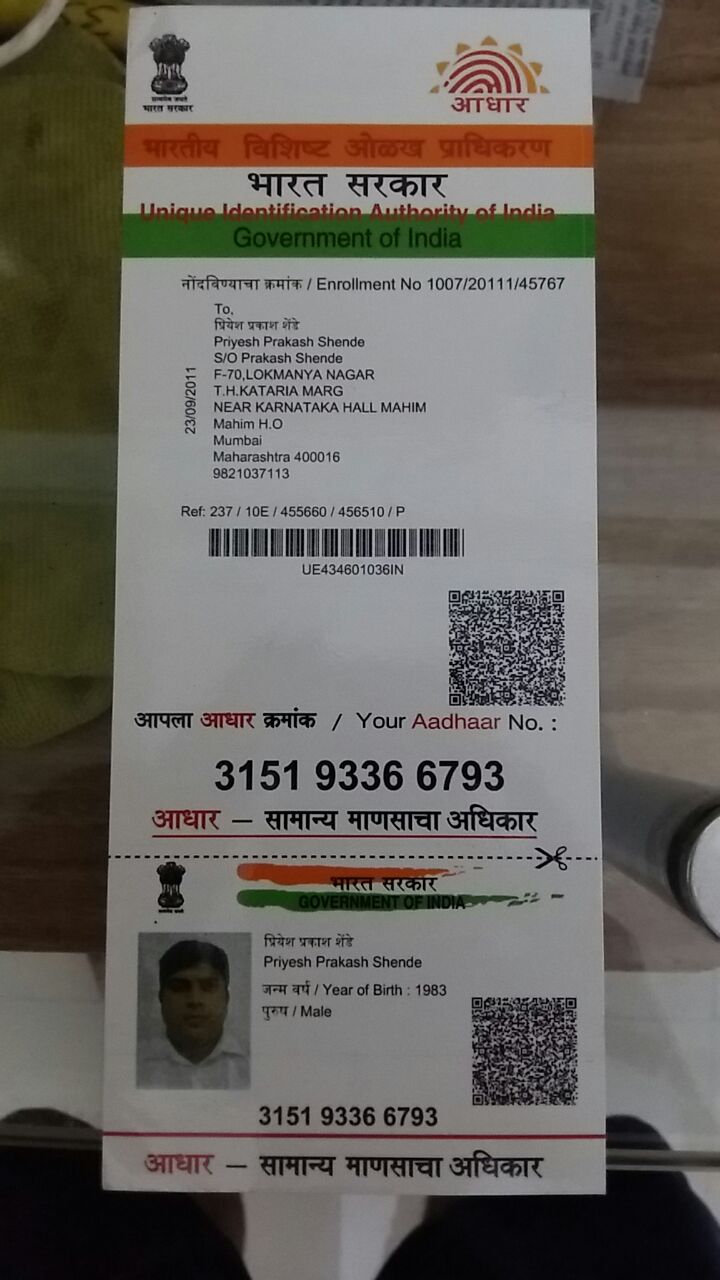 सत्यमेव जयते
भारत सरकार
आधार
भारतीय विशिष्ट ओळख प्राधिकरण
भारत सरकार
Unique Identification Authority of India
Government of India
नोंदविण्याचा क्रमांक / Enrollment No 1007/20111/45767
To,
प्रियेश प्रकाश शेंडे
Priyesh Prakash Shende
S/O Prakash Shende
F-70,LOKMANYA NAGAR
T.H.KATARIA MARG
NEAR KARNATAKA HALL MAHIM
Mahim H.O
Mumbai
Maharashtra 400016
9821037113
23/09/2011
Ref: 237 / 10E / 455660 / 456510 / P
UE434601036IN
आपला आधार क्रमांक / Your Aadhaar No. :
3151 9336 6793
आधार — सामान्य माणसाचा अधिकार
भारत सरकार
GOVERNMENT OF INDIA
प्रियेश प्रकाश शेंडे
Priyesh Prakash Shende
जन्म वर्ष / Year of Birth : 1983
पुरुष / Male
3151 9336 6793
आधार — सामान्य माणसाचा अधिकार